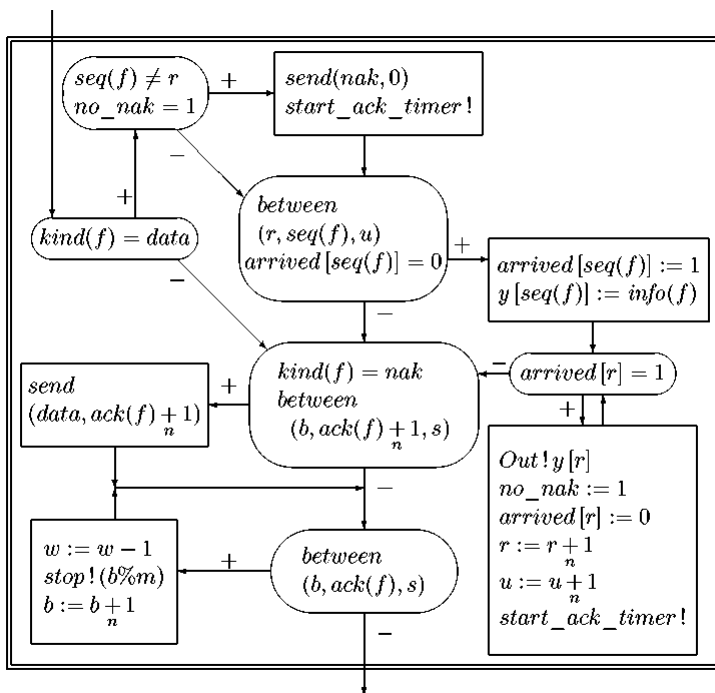 seq(f) ≠ r
no_nak = 1
+
send(nak, 0)
start_ack_timer!
−
+
kind(f) = data
between
(r, seq(f), u)
arrived[seq(f)] = 0
+
arrived[seq(f)] := 1
y[seq(f)] := info(f)
−
−
kind(f) = nak
between
(b, ack(f) + 1, s)
n
−
arrived[r] = 1
+
send
(data, ack(f) + 1)
n
+
−
Out!y[r]
no_nak := 1
arrived[r] := 0
r := r + 1
n
u := u + 1
n
start_ack_timer!
w := w − 1
stop!(b%m)
b := b + 1
n
+
between
(b, ack(f), s)
−